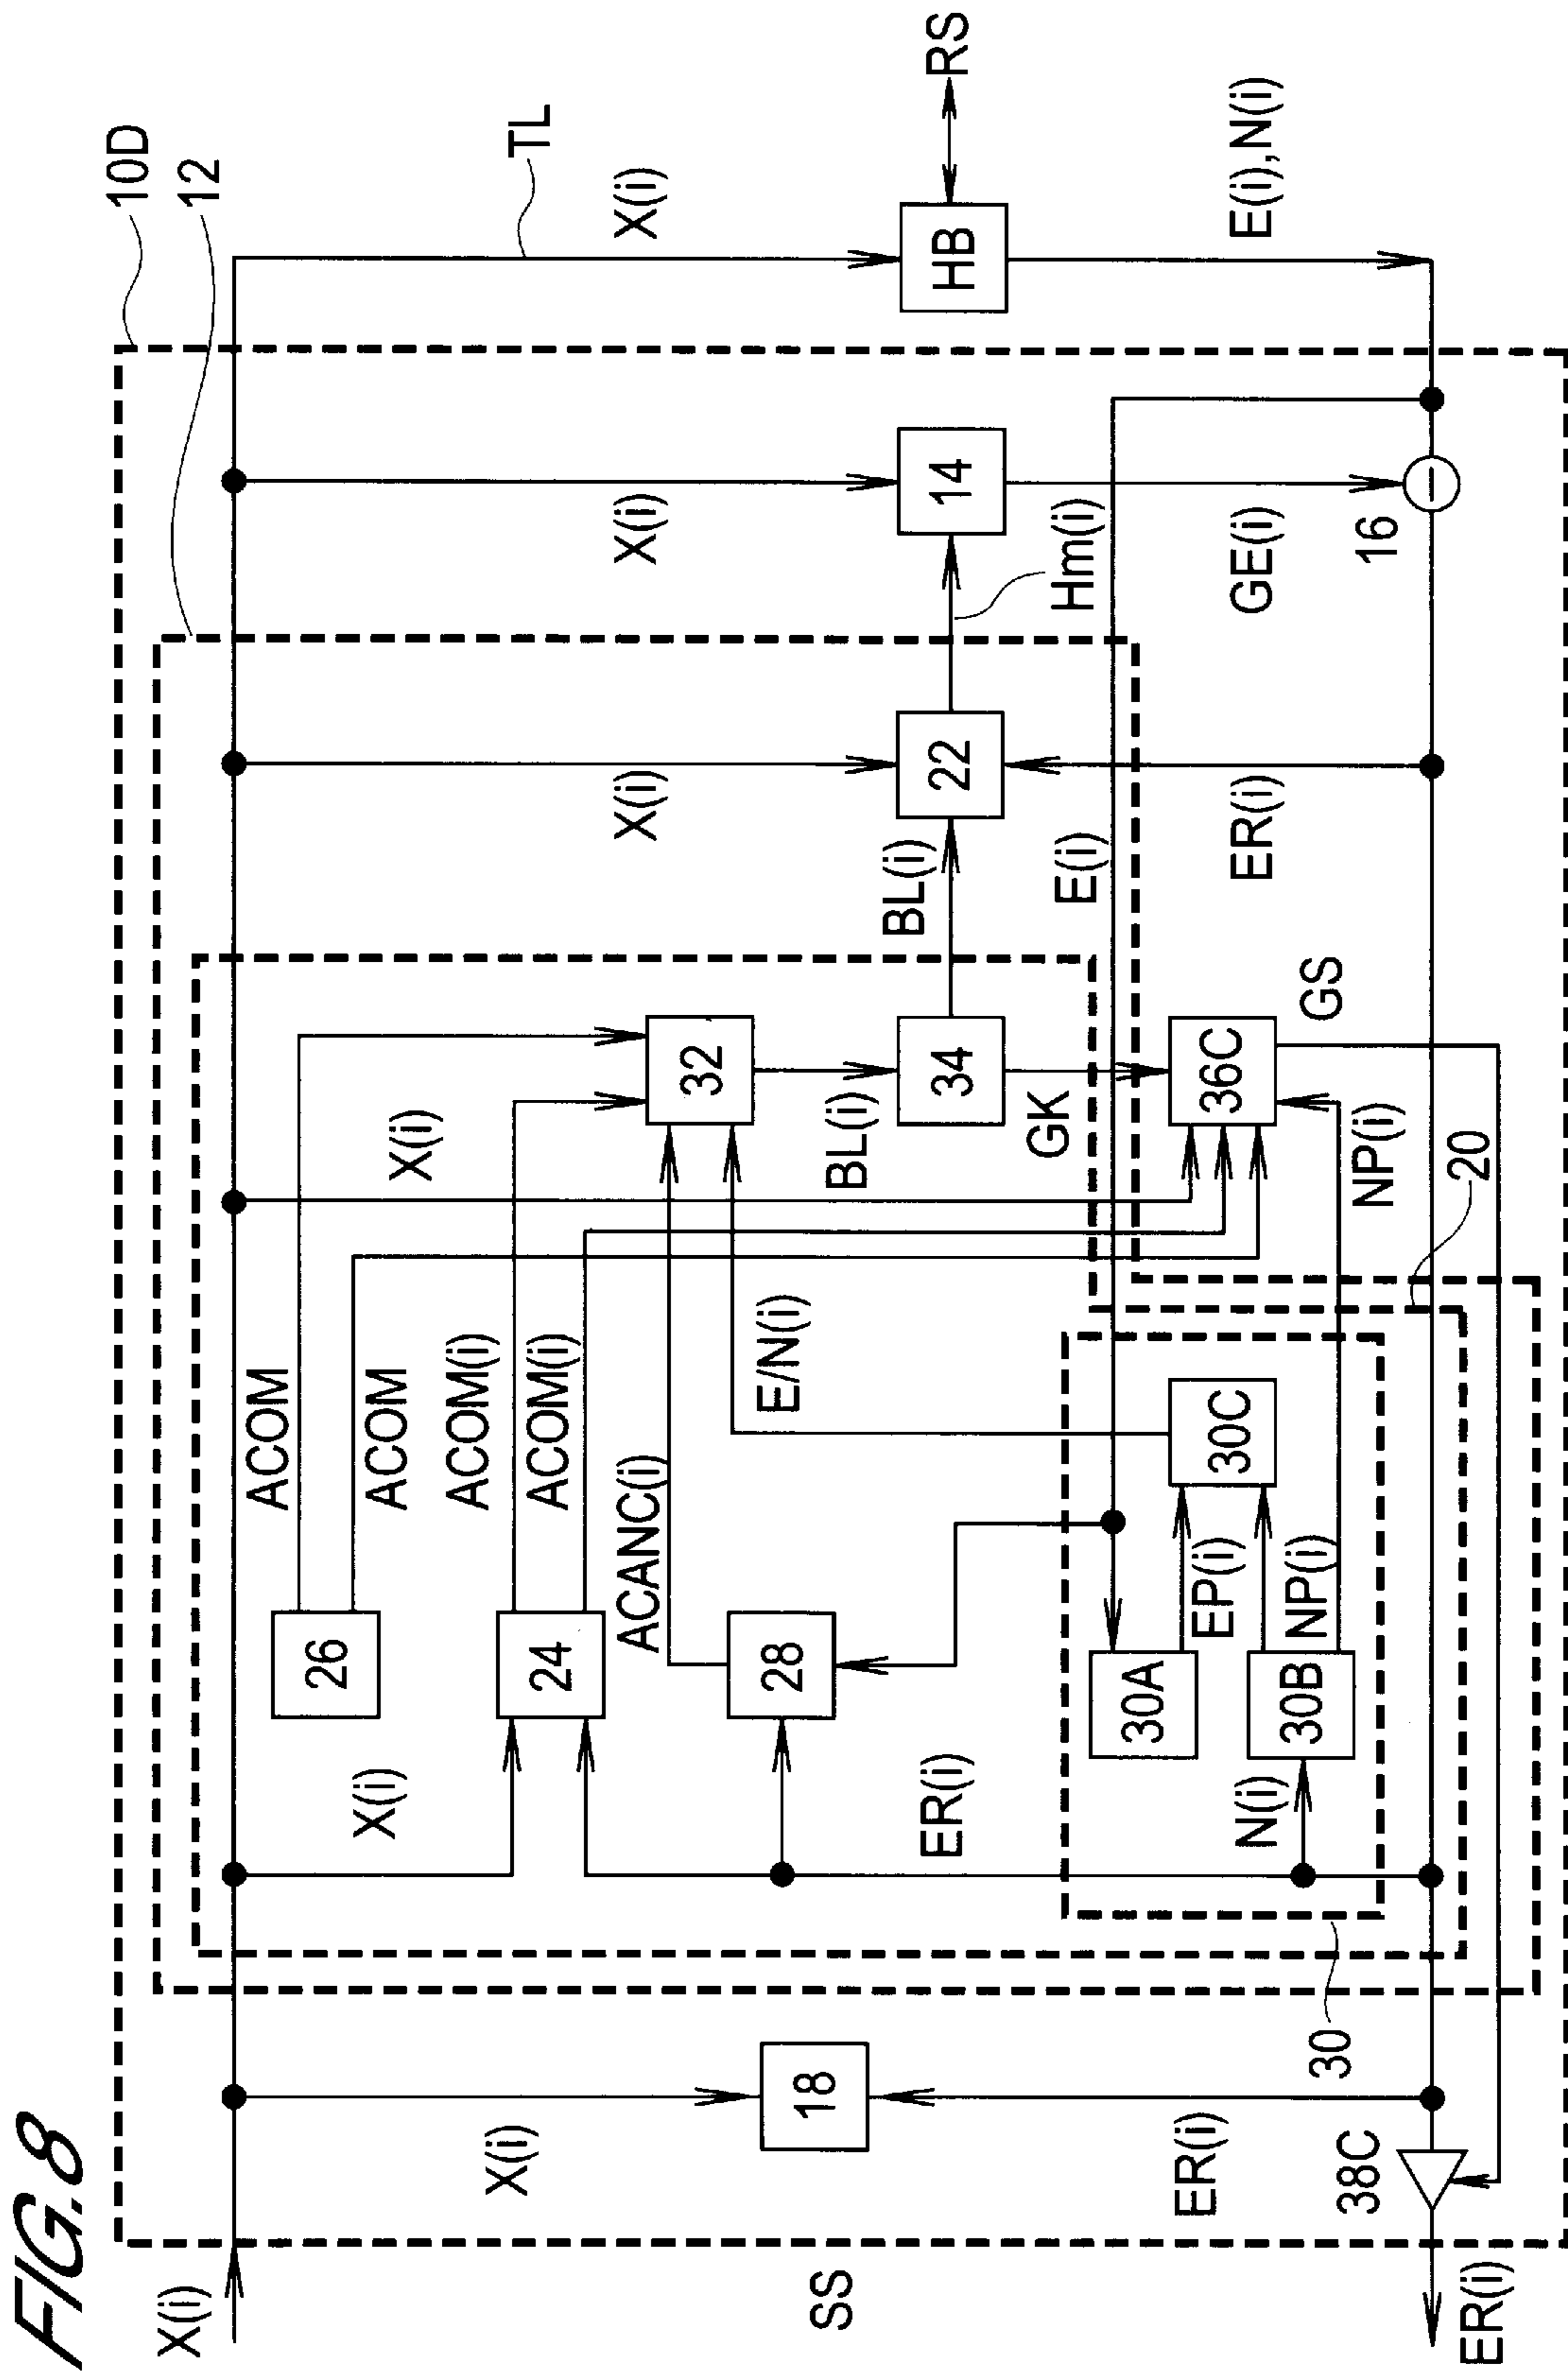 FIG.8
10D
12
TL
X(i)
X(i)
X(i)
X(i)
X(i)
X(i)
X(i)
HB
RS
E(i),N(i)
14
Hm(i)
GE(i)
16
22
BL(i)
E(i)
ER(i)
ACOM
ACOM
ACOM(i)
ACOM(i)
ACANC(i)
E/N(i)
32
BL(i)
34
GK
36C
GS
NP(i)
20
26
24
28
30A
EP(i)
30B
NP(i)
30C
N(i)
ER(i)
30
18
ER(i)
38C
SS
ER(i)